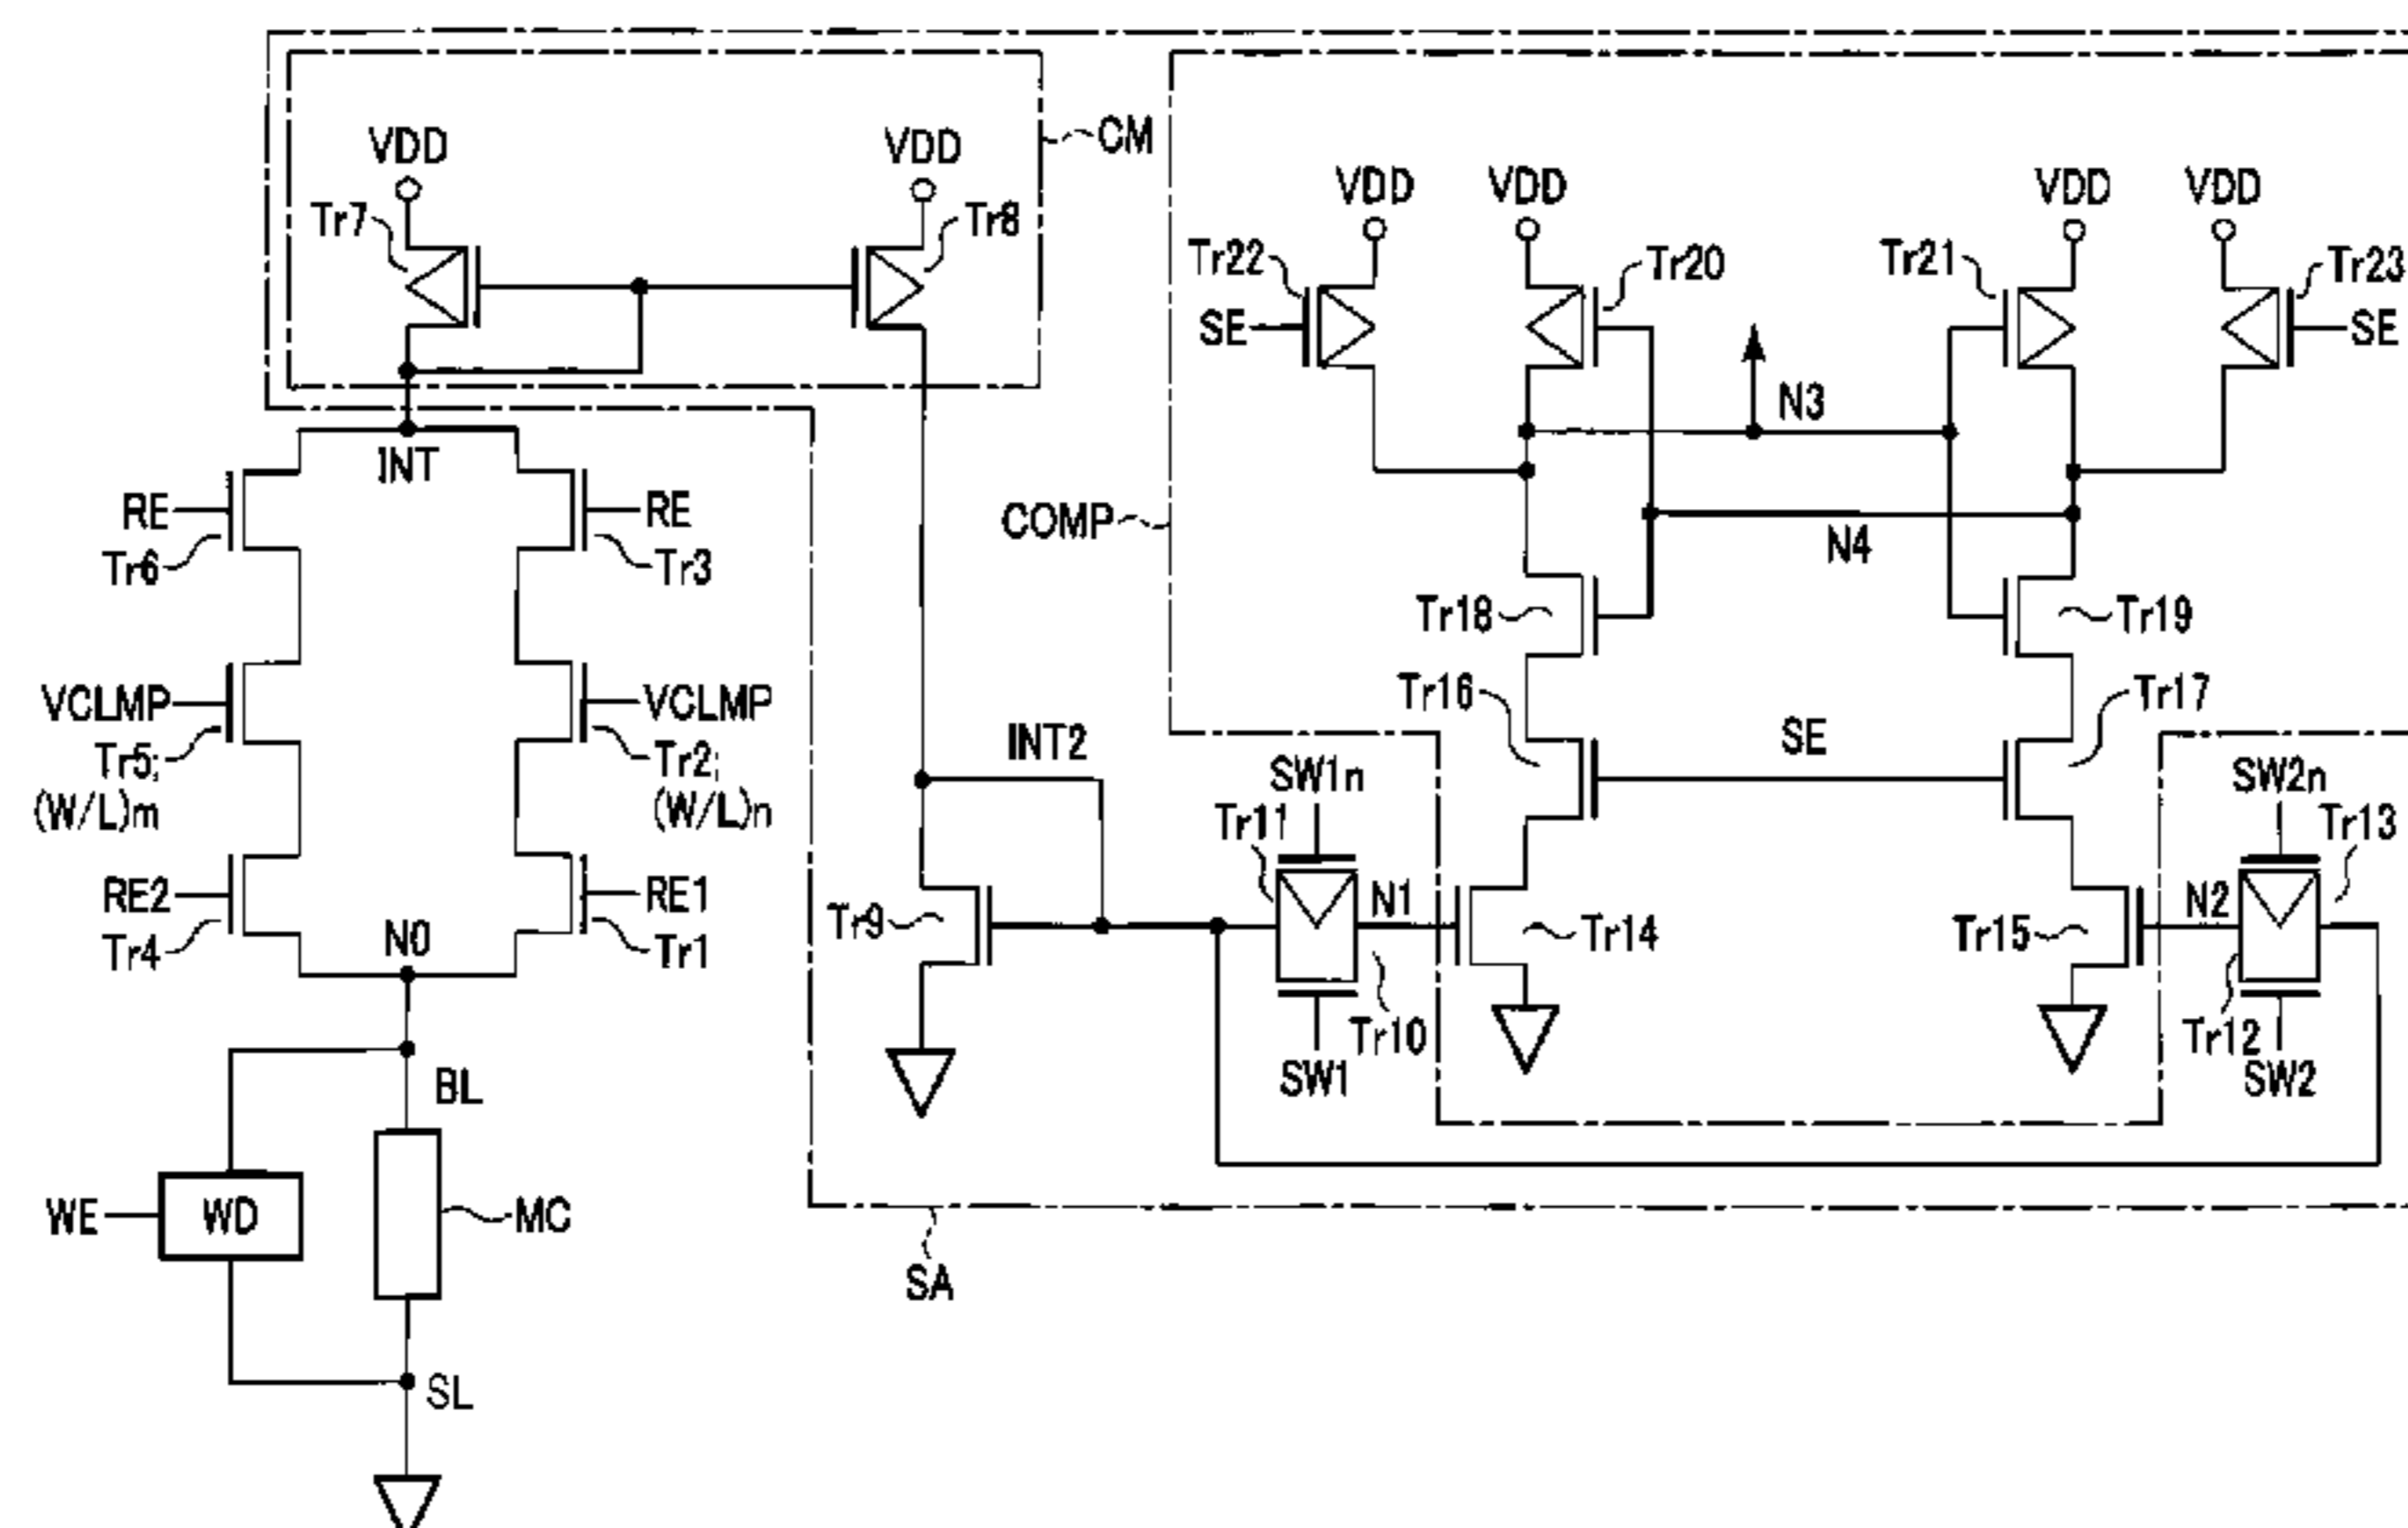 VDD
VDD
CM
Tr7
Tr8
VDD
VDD
VDD
VDD
Tr22
Tr20
Tr21
Tr23
SE
SE
N3
INT
RE
RE
COMP
N4
Tr6
Tr3
Tr18
Tr19
VCLMP
VCLMP
Tr16
Tr17
Tr5;
(W/L)m
Tr2;
(W/L)n
INT2
SE
SW1n
SW2n
Tr11
Tr13
RE2
RE1
N1
N2
Tr9
Tr14
Tr15
Tr4
N0
Tr1
Tr10
Tr12
SW1
SW2
BL
WE
WD
MC
SA
SL